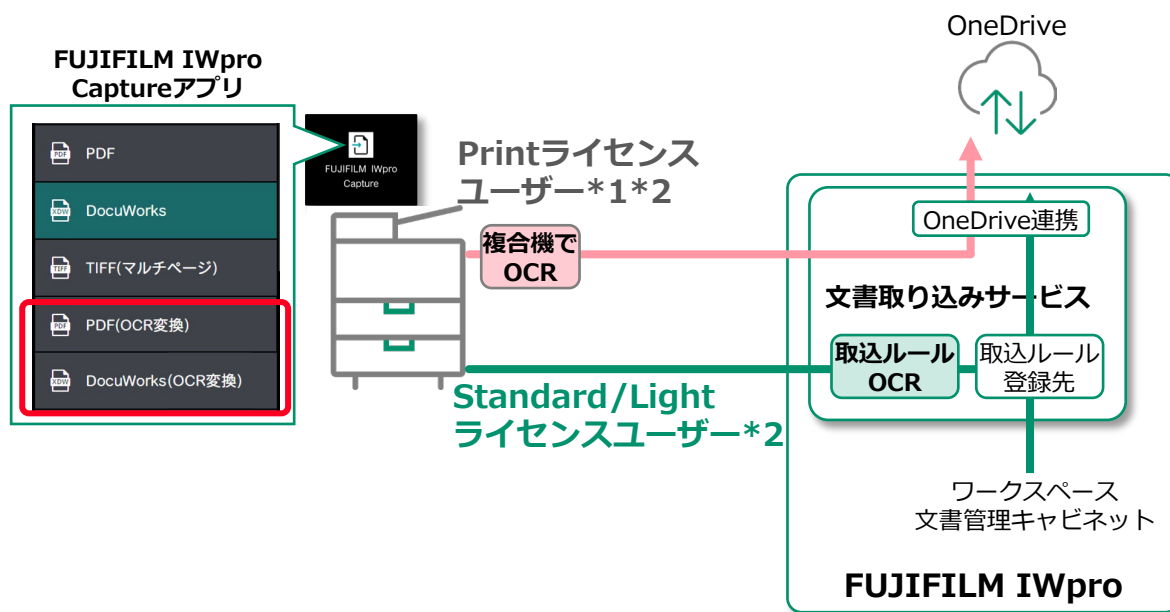 OneDrive
FUJIFILM IWpro
Captureアプリ
PDF
PDF
XDW
DocuWorks
TIFF
TIFF(マルチページ)
PDF
PDF(OCR変換)
XDW
DocuWorks(OCR変換)
FUJIFILM IWpro
Capture
Printライセンス
ユーザー*1*2
複合機で
OCR
OneDrive連携
文書取り込みサービス
取込ルール
OCR
取込ルール
登録先
Standard/Light
ライセンスユーザー*2
ワークスペース
文書管理キャビネット
FUJIFILM IWpro